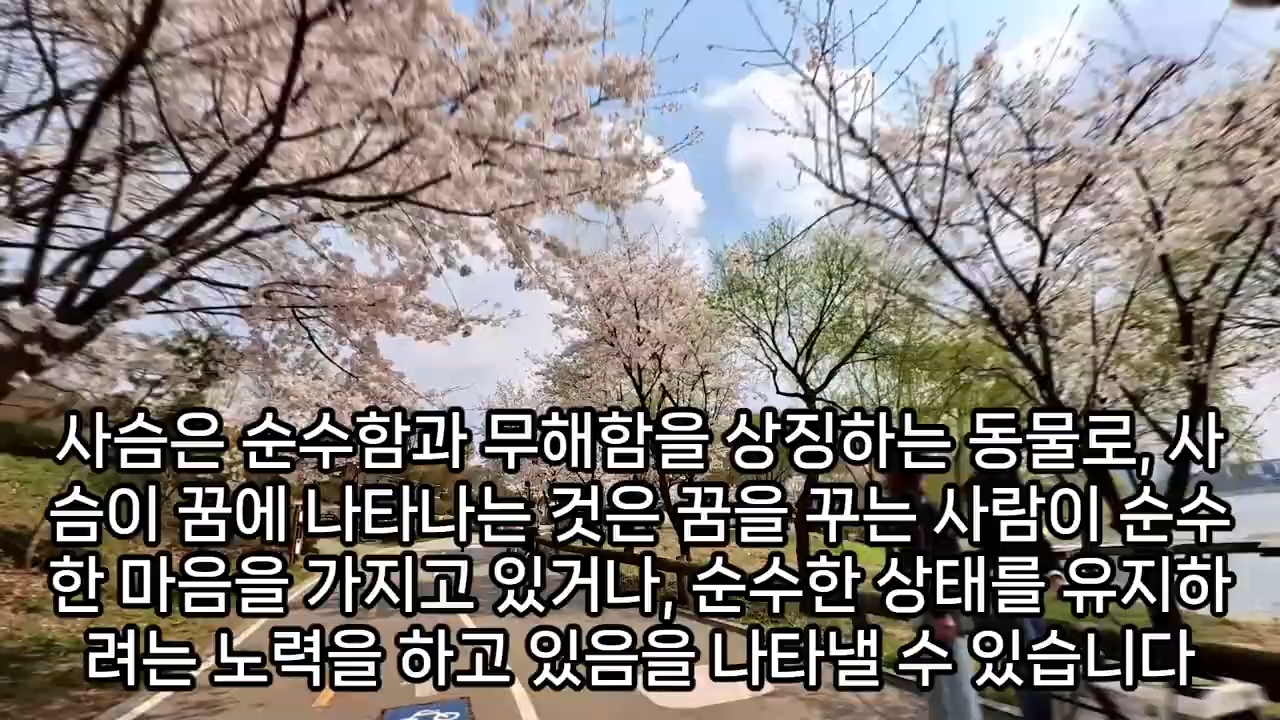 사슴은 순수함과 무해함을 상징하는 동물로, 사
슴이 꿈에 나타나는 것은 꿈을 꾸는 사람이 순수
한 마음을 가지고 있거나, 순수한 상태를 유지하
려는 노력을 하고 있음을 나타낼 수 있습니다